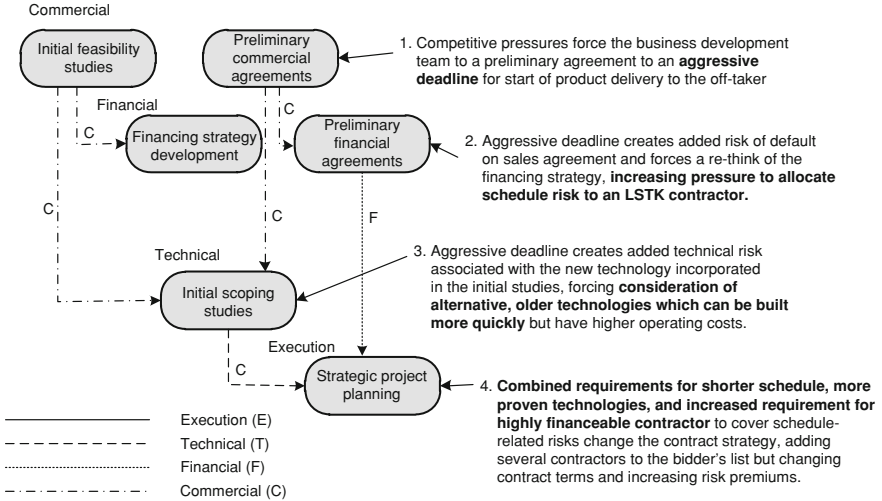 Commercial
Initial feasibility
studies
Preliminary
commercial
agreements
1. Competitive pressures force the business development
team to a preliminary agreement to an aggressive
deadline for start of product delivery to the off-taker
Financial
C
C
Financing strategy
development
Preliminary
financial
agreements
2. Aggressive deadline creates added risk of default
on sales agreement and forces a re-think of the
financing strategy, increasing pressure to allocate
schedule risk to an LSTK contractor.
C
C
F
Technical
Initial scoping
studies
3. Aggressive deadline creates added technical risk
associated with the new technology incorporated
in the initial studies, forcing consideration of
alternative, older technologies which can be built
more quickly but have higher operating costs.
Execution
C
Strategic project
planning
4. Combined requirements for shorter schedule, more
proven technologies, and increased requirement for
highly financeable contractor to cover schedule-
related risks change the contract strategy, adding
several contractors to the bidder's list but changing
contract terms and increasing risk premiums.
Execution (E)
Technical (T)
Financial (F)
Commercial (C)